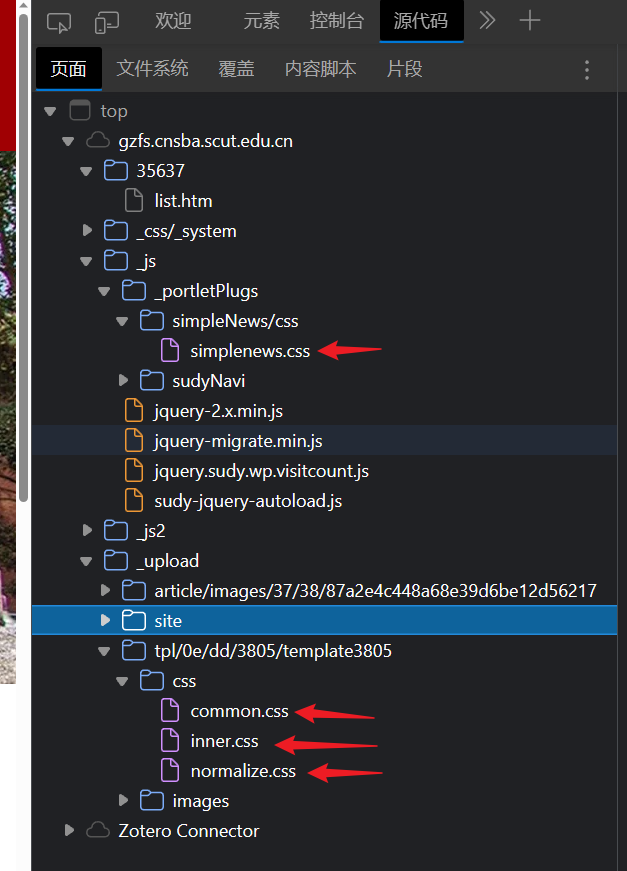 欢迎 元素 控制台 源代码
页面 文件系统 覆盖 内容脚本 片段
top
gzfs.cnsba.scut.edu.cn
35637
list.htm
_css/_system
_js
_portletPlugs
simpleNews/css
simplenews.css
sudyNavi
jquery-2.x.min.js
jquery-migrate.min.js
jquery.sudy.wp.visitcount.js
sudy-jquery-autoload.js
_js2
_upload
article/images/37/38/87a2e4c448a68e39d6be12d56217
site
tpl/0e/dd/3805/template3805
css
common.css
inner.css
normalize.css
images
Zotero Connector